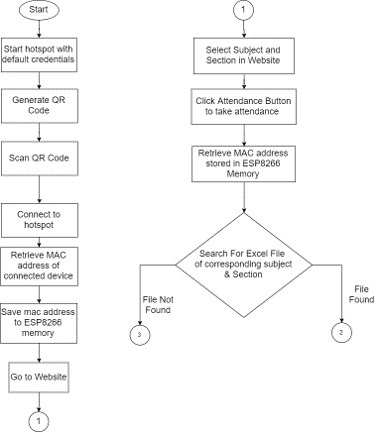 Start
Start hotspot with
default credentials
Generate QR
Code
Scan QR Code
Connect to
hotspot
Retrieve MAC
address of
connected device
Save mac address
to ESP8266
memory
Go to Website
1
1
Select Subject and
Section in Website
Click Attendance Button
to take attendance
Retrieve MAC address
stored in ESP8266
Memory
Search For Excel File
of corresponding subject
& Section
File Not
Found
3
File
Found
2